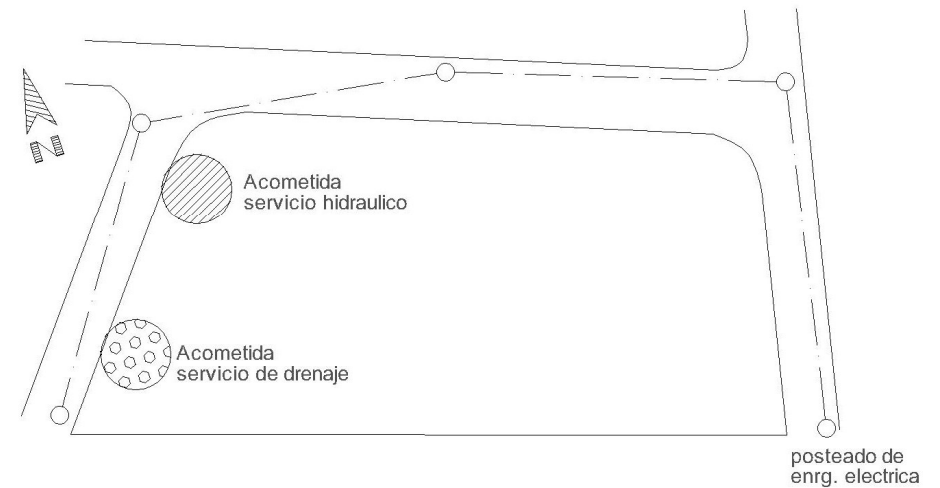 N
Acometida
servicio hidraulico
Acometida
servicio de drenaje
posteado de
enrg. electrica